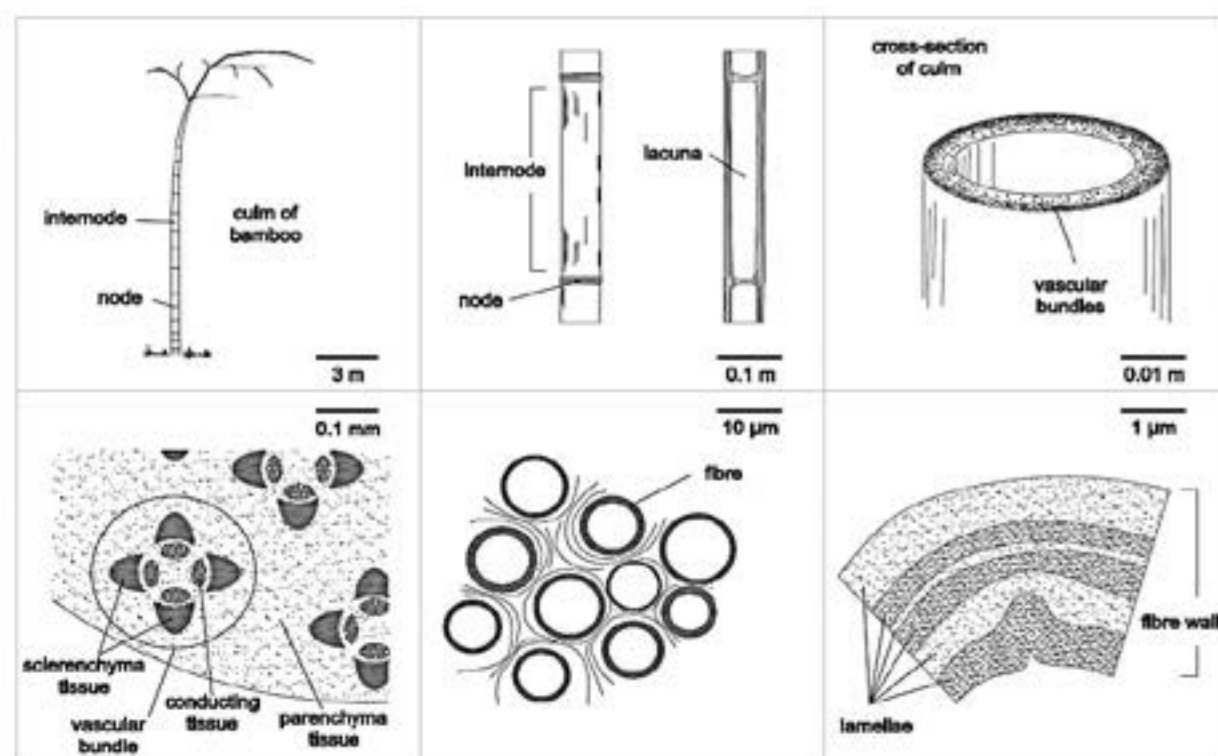 internode
node
culm of
bamboo
3 m
internode
node
lacuna
0.1 m
cross-section
of culm
vascular
bundles
0.01 m
0.1 mm
sclerenchyma
tissue
vascular
bundle
conducting
tissue
parenchyma
tissue
10 µm
fibre
1 µm
fibre wall
lamellae